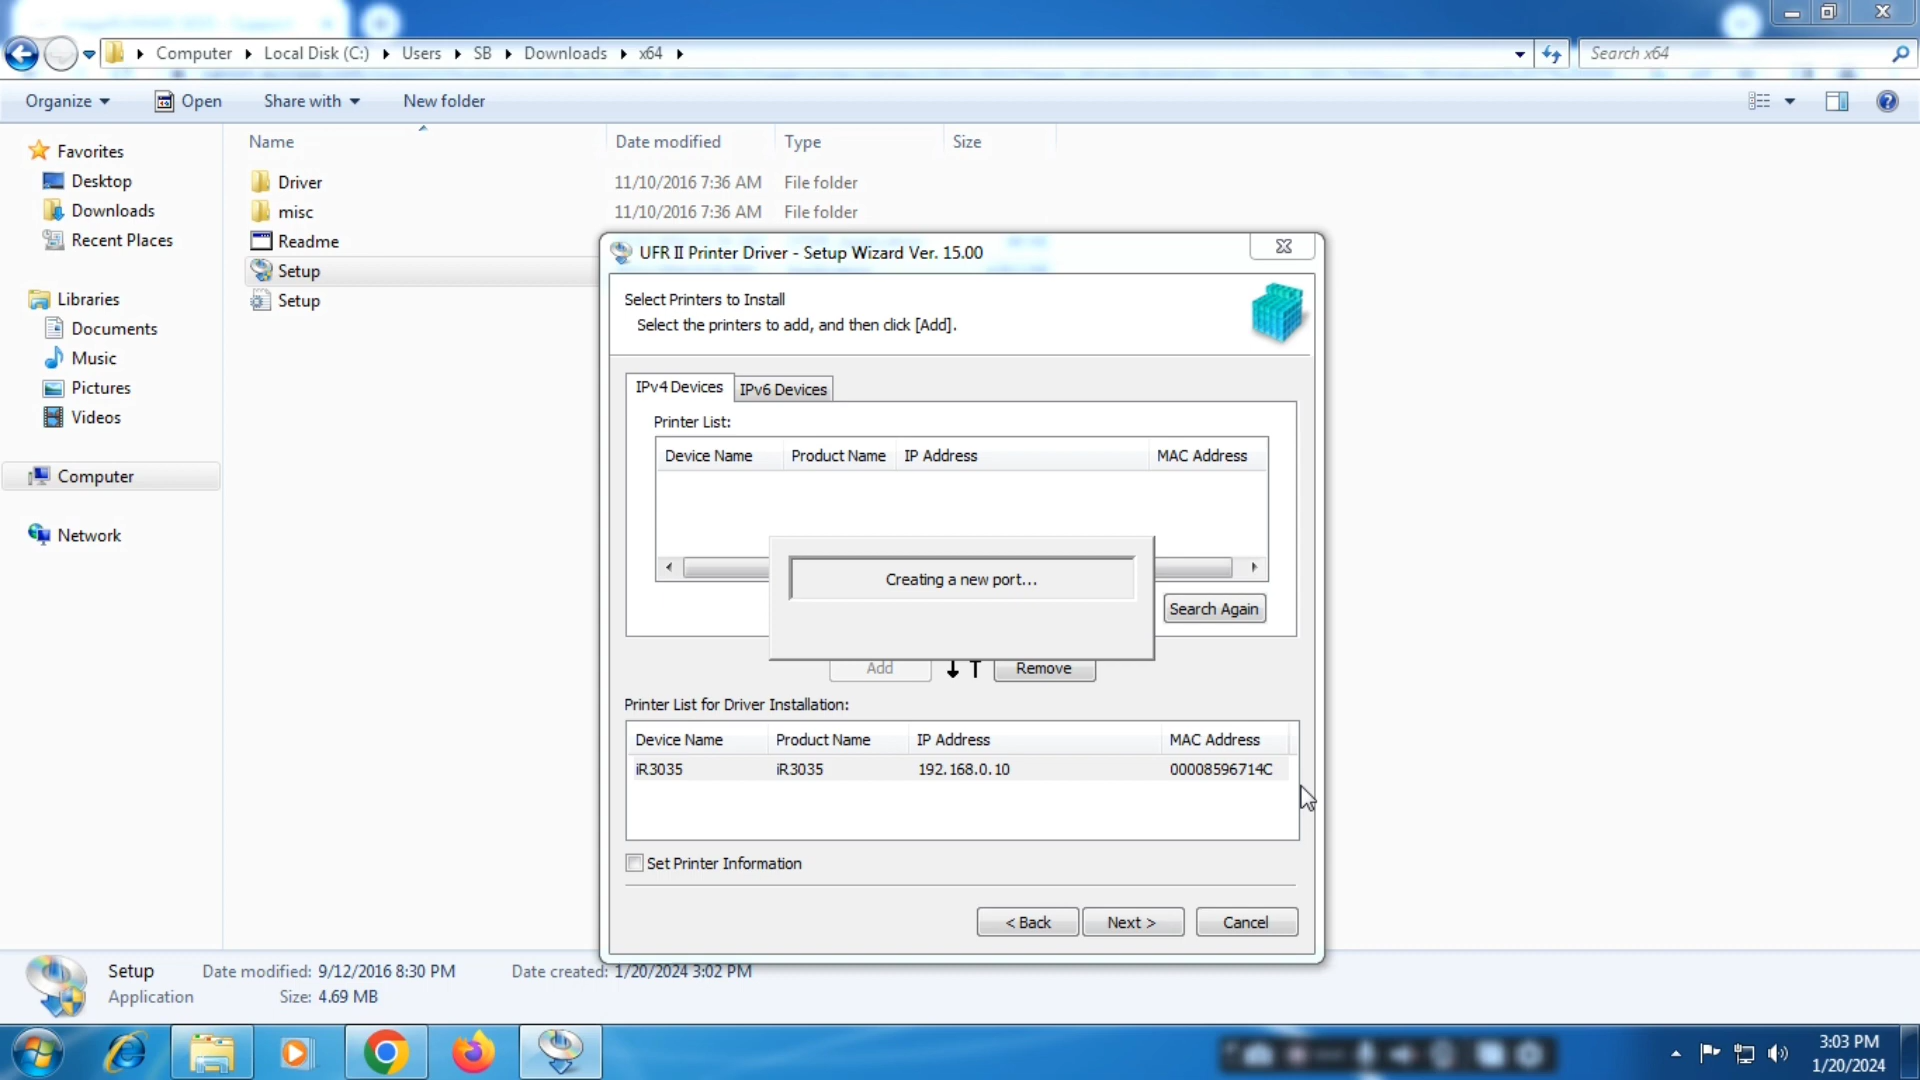 Computer Local Disk (C:) Users SB Downloads x64
Search x64
Organize Open Share with New folder
Name Date modified Type Size
Favorites
Desktop
Downloads
Recent Places
Libraries
Documents
Music
Pictures
Videos
Computer
Network
Driver 11/10/2016 7:36 AM File folder
misc 11/10/2016 7:36 AM File folder
Readme
Setup
Setup
UFR II Printer Driver - Setup Wizard Ver. 15.00
Select Printers to Install
Select the printers to add, and then click [Add].
IPv4 Devices IPv6 Devices
Printer List:
Device Name Product Name IP Address MAC Address
Creating a new port...
Search Again
Add Remove
Printer List for Driver Installation:
Device Name Product Name IP Address MAC Address
iR3035 iR3035 192.168.0.10 00008596714C
Set Printer Information
< Back Next > Cancel
Setup Date modified: 9/12/2016 8:30 PM Date created: 1/20/2024 3:02 PM
Application Size: 4.69 MB
3:03 PM
1/20/2024